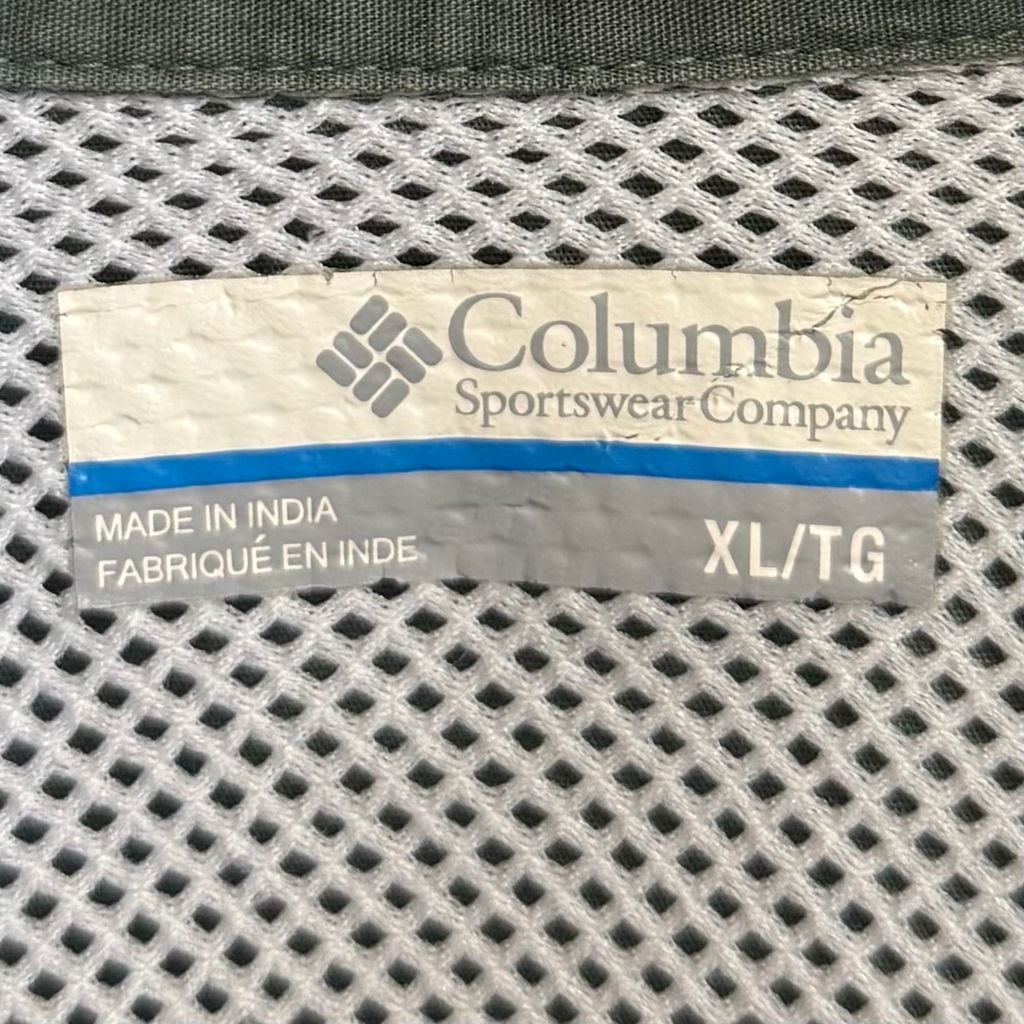 Columbia
Sportswear Company
MADE IN INDIA
FABRIQUÉ EN INDE
XL/TG